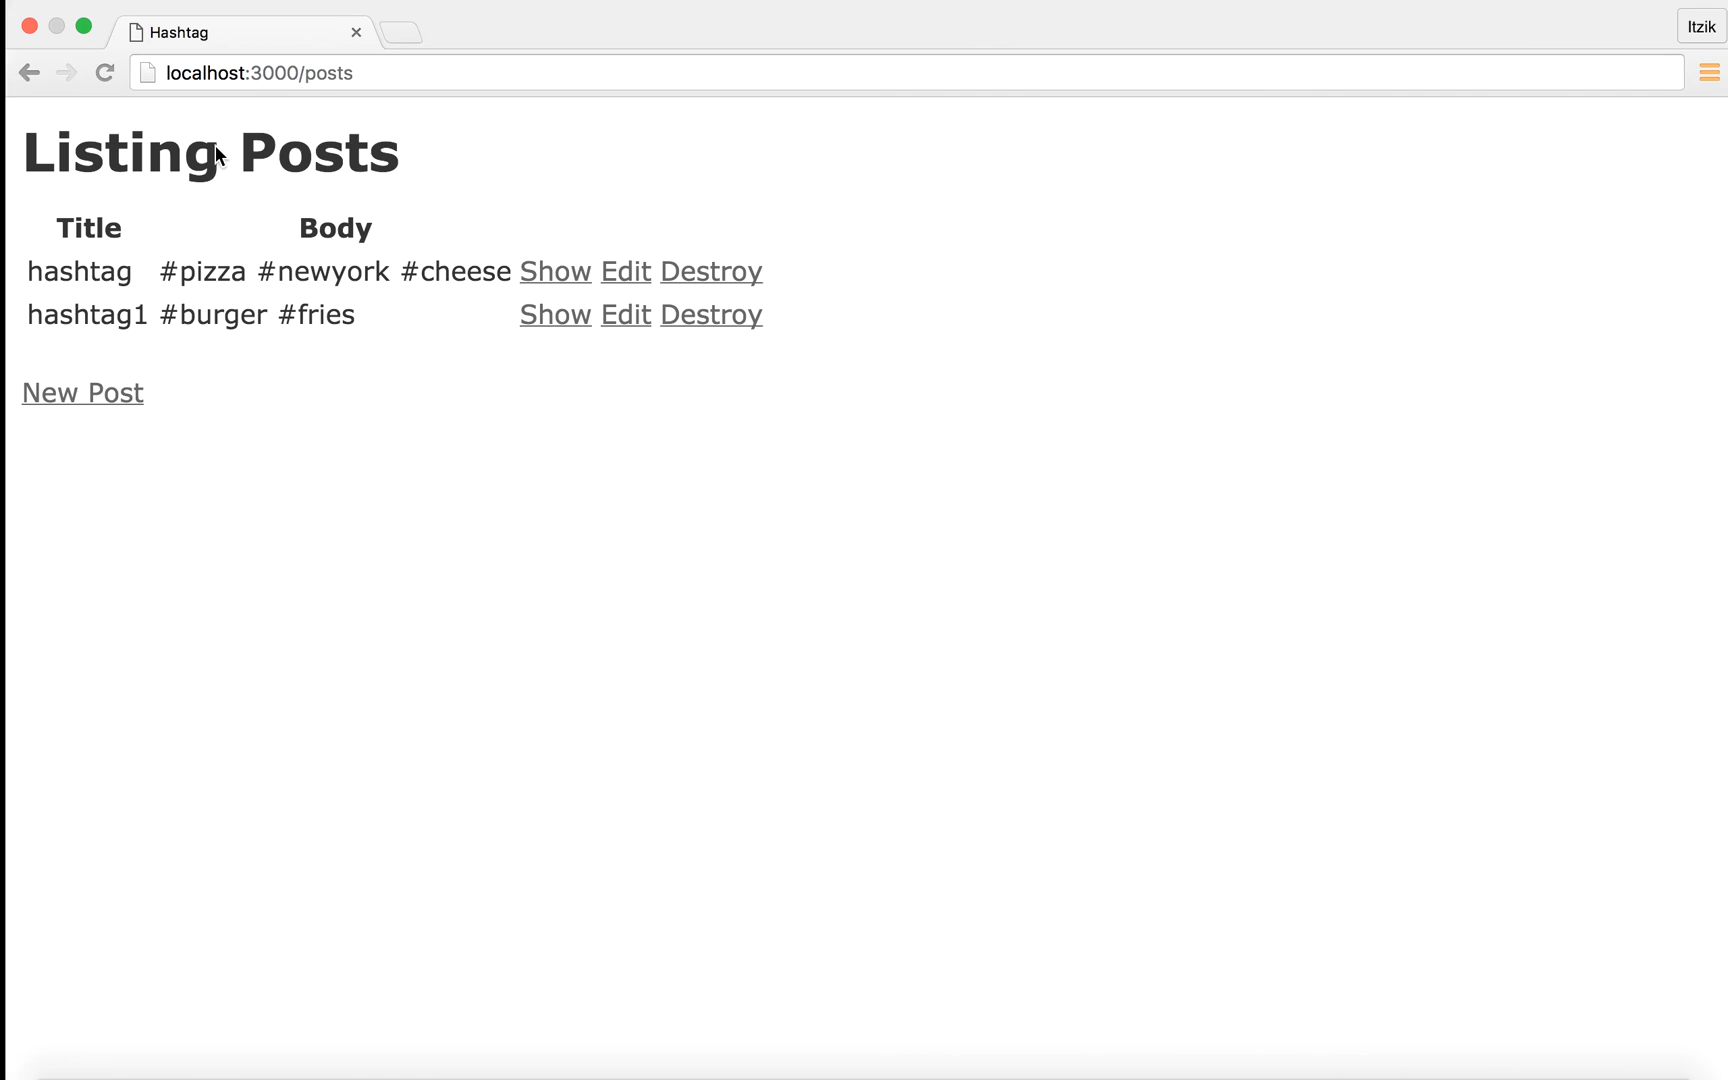 Hashtag
Itzik
localhost:3000/posts
Listing Posts
Title Body
hashtag #pizza #newyork #cheese Show Edit Destroy
hashtag1 #burger #fries Show Edit Destroy
New Post